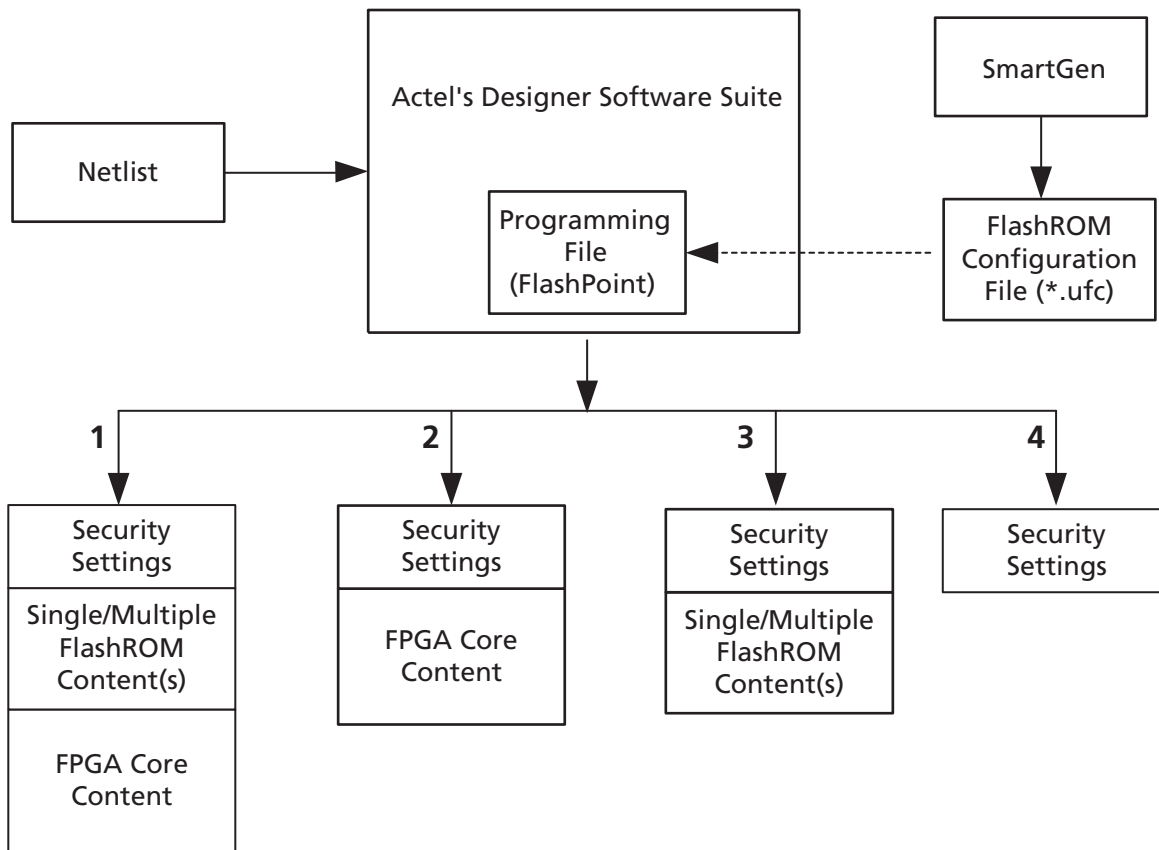 Actel's Designer Software Suite
SmartGen
Netlist
Programming
File
(FlashPoint)
FlashROM
Configuration
File (*.ufc)
1
2
3
4
Security
Settings
Single/Multiple
FlashROM
Content(s)
FPGA Core
Content
Security
Settings
FPGA Core
Content
Security
Settings
Single/Multiple
FlashROM
Content(s)
Security
Settings